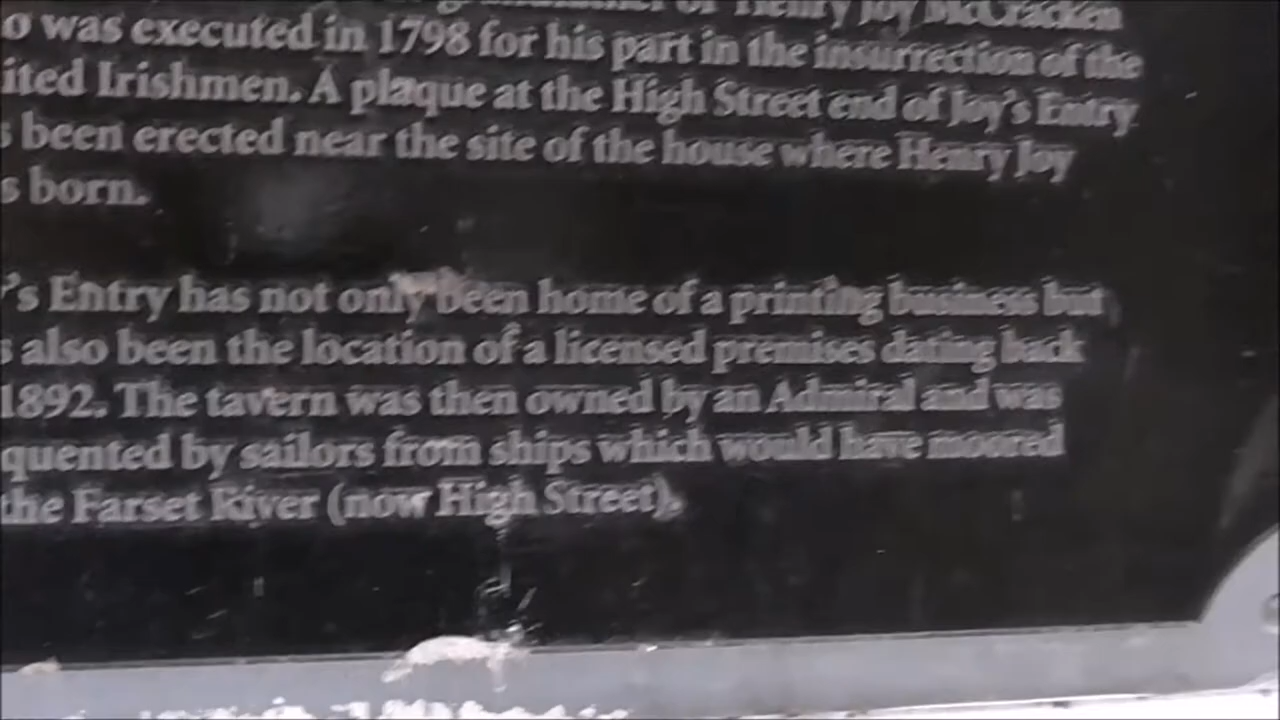 of Henry Joy McCracken
o was executed in 1798 for his part in the insurrection of the
ited Irishmen. A plaque at the High Street end of Joy's Entry
s been erected near the site of the house where Henry Joy
s born.
's Entry has not only been home of a printing business but
s also been the location of a licensed premises dating back
1892. The tavern was then owned by an Admiral and was
quented by sailors from ships which would have moored
the Farset River (now High Street).